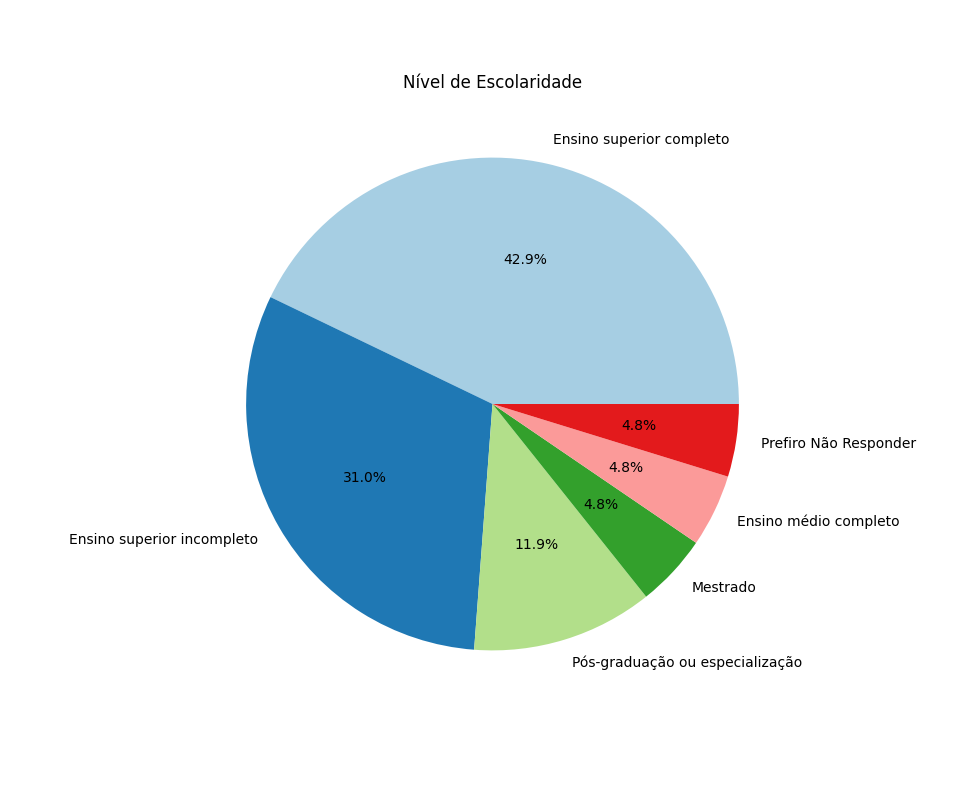 Nível de Escolaridade
Ensino superior completo
42.9%
31.0%
Ensino superior incompleto
11.9%
Pós-graduação ou especialização
4.8%
Mestrado
4.8%
Ensino médio completo
4.8%
Prefiro Não Responder